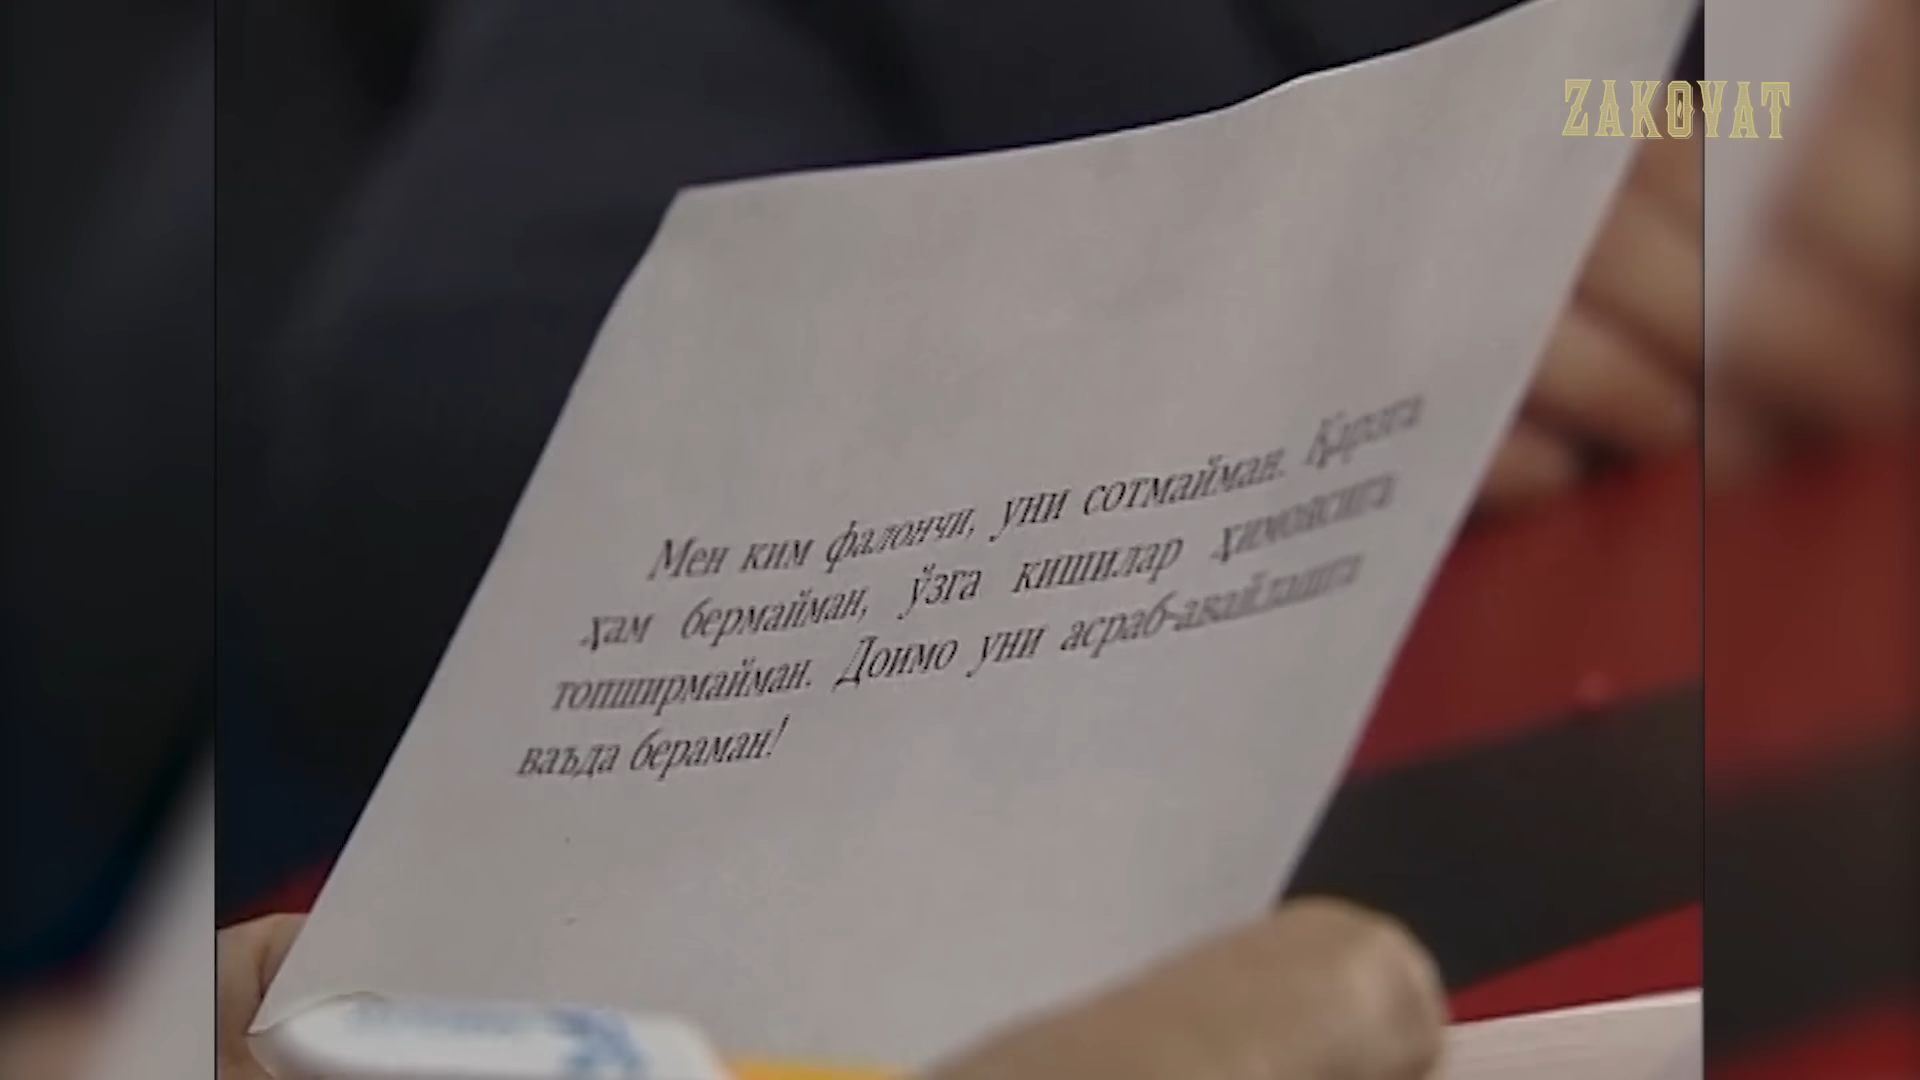 ZAKOVAT
Мен ким фалончи, уни сотмайман. Қарзга
ҳам бермайман, ўзга кишилар ҳимоясига
топширмайман. Доимо уни асраб-авайлашга
ваъда бераман!